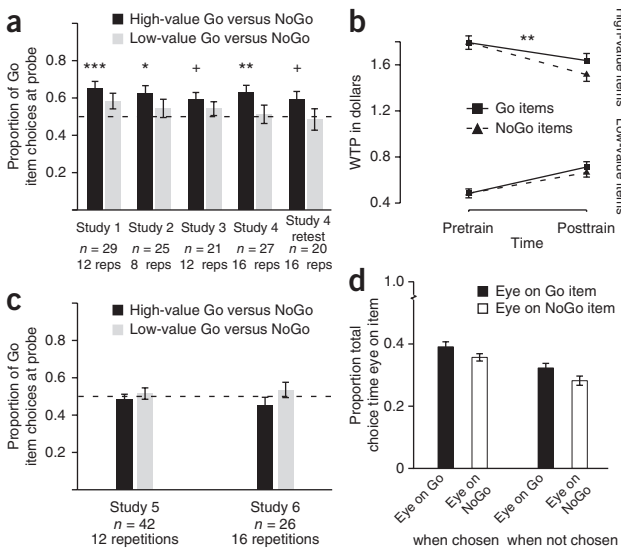 a
High-value Go versus NoGo
Low-value Go versus NoGo
Proportion of Go
item choices at probe
0.8
0.6
0.4
0.2
0
***
*
+
**
+
Study 1
n = 29
12 reps
Study 2
n = 25
8 reps
Study 3
n = 21
12 reps
Study 4
n = 27
16 reps
Study 4
retest
n = 20
16 reps
b
WTP in dollars
1.6
1.2
0.8
0.4
**
Go items
NoGo items
Pretrain
Posttrain
Time
High-value items
Low-value items
c
High-value Go versus NoGo
Low-value Go versus NoGo
Proportion of Go
item choices at probe
0.8
0.6
0.4
0.2
0
Study 5
n = 42
12 repetitions
Study 6
n = 26
16 repetitions
d
Eye on Go item
Eye on NoGo item
Proportion total
choice time eye on item
1.0
0.4
0.2
0
Eye on Go
Eye on
NoGo
Eye on Go
Eye on
NoGo
when chosen
when not chosen